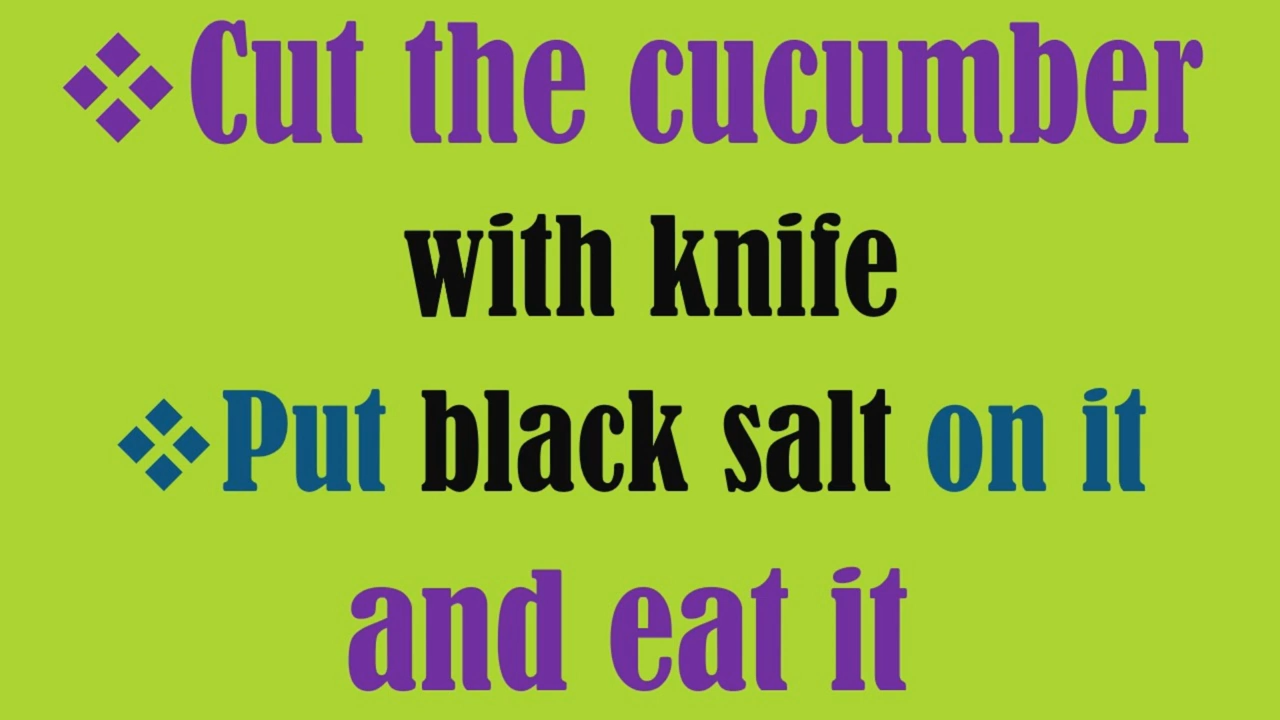 ❖Cut the cucumber
with knife
❖Put black salt on it
and eat it